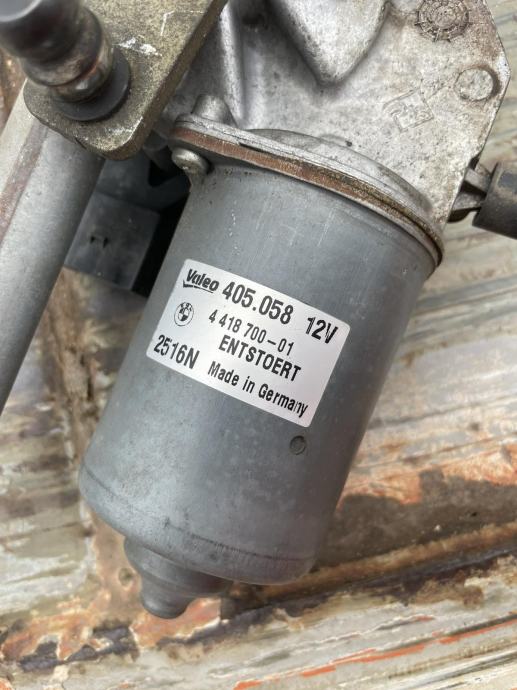 Valeo 405.058 12V
4 418 700-01
ENTSTOERT
2516N Made in Germany